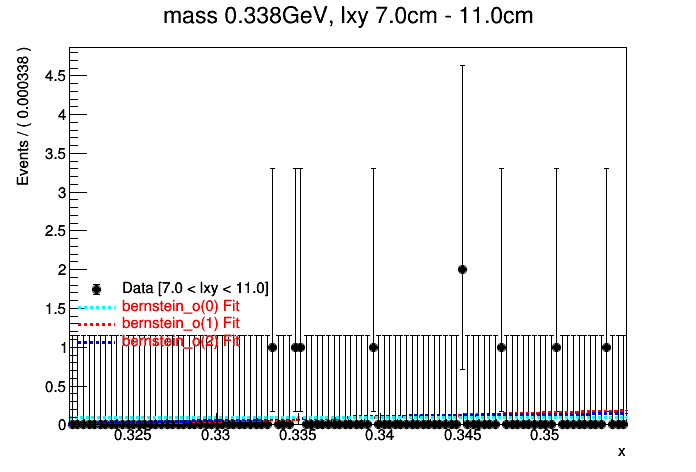 mass 0.338GeV, lxy 7.0cm - 11.0cm
Events / ( 0.000338 )
4.5
4
3.5
3
2.5
2
1.5
1
0.5
0
Data [7.0 < lxy < 11.0]
bernstein_o(0) Fit
bernstein_o(1) Fit
bernstein_o(2) Fit
0.325 0.33 0.335 0.34 0.345 0.35
x